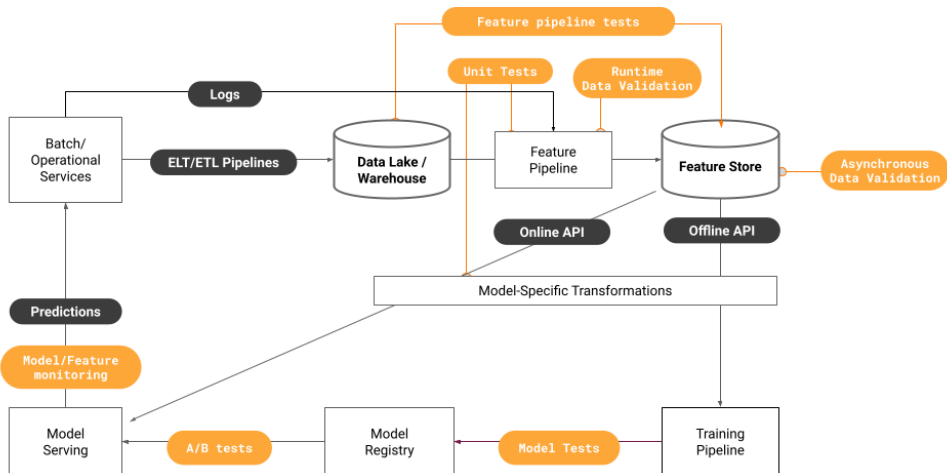 Feature pipeline tests
Unit Tests
Runtime
Data Validation
Logs
Batch/
Operational
Services
ELT/ETL Pipelines
Data Lake /
Warehouse
Feature
Pipeline
Feature Store
Asynchronous
Data Validation
Online API
Offline API
Model-Specific Transformations
Predictions
Model/Feature
monitoring
Model
Serving
A/B tests
Model
Registry
Model Tests
Training
Pipeline